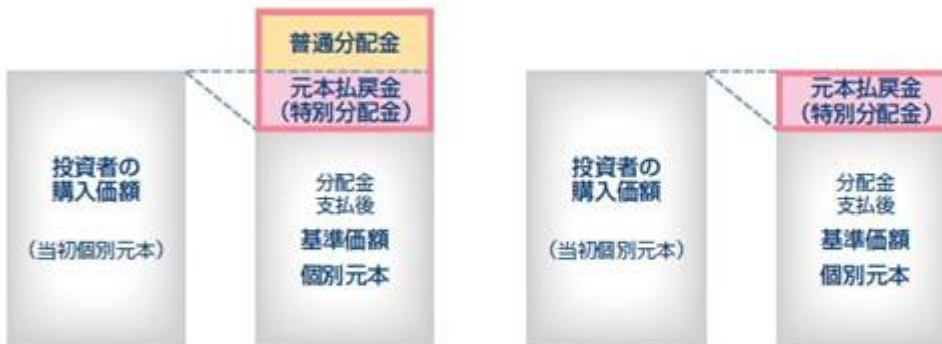 普通分配金
元本払戻金
（特別分配金）
投資者の
購入価額
（当初個別元本）
分配金
支払後
基準価額
個別元本
元本払戻金
（特別分配金）
投資者の
購入価額
（当初個別元本）
分配金
支払後
基準価額
個別元本